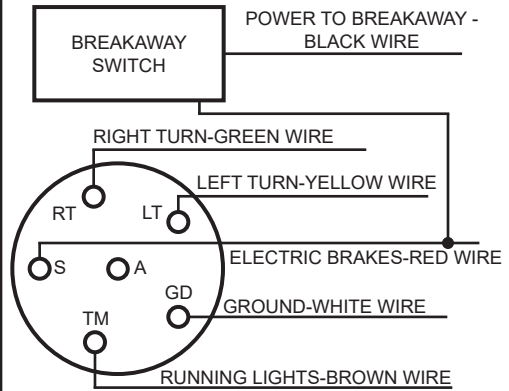 POWER TO BREAKAWAY -
BLACK WIRE
BREAKAWAY
SWITCH
RIGHT TURN-GREEN WIRE
LEFT TURN-YELLOW WIRE
RT
LT
ELECTRIC BRAKES-RED WIRE
S
A
GD
GROUND-WHITE WIRE
TM
RUNNING LIGHTS-BROWN WIRE